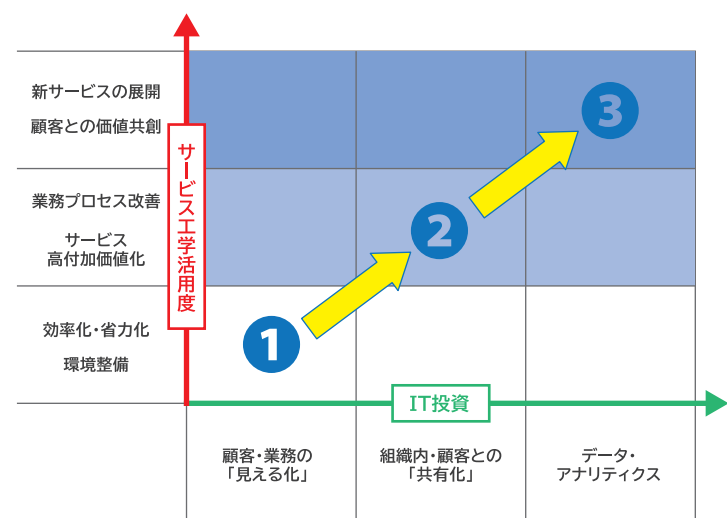 新サービスの展開
顧客との価値共創
業務プロセス改善
サービス
高付加価値化
効率化・省力化
環境整備
サービス工学活用度
3
2
1
IT投資
顧客・業務の
「見える化」
組織内・顧客との
「共有化」
データ・
アナリティクス